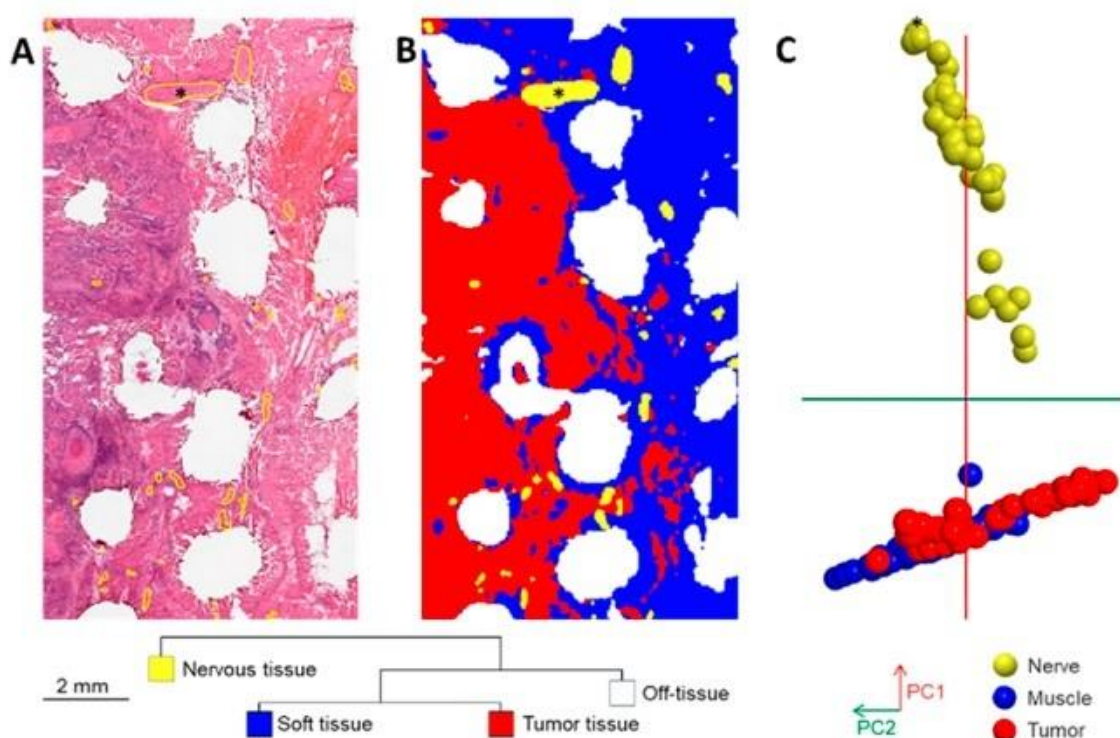 A
B
C
*
*
*
Nervous tissue
Off-tissue
Soft tissue
Tumor tissue
2 mm
PC1
PC2
Nerve
Muscle
Tumor